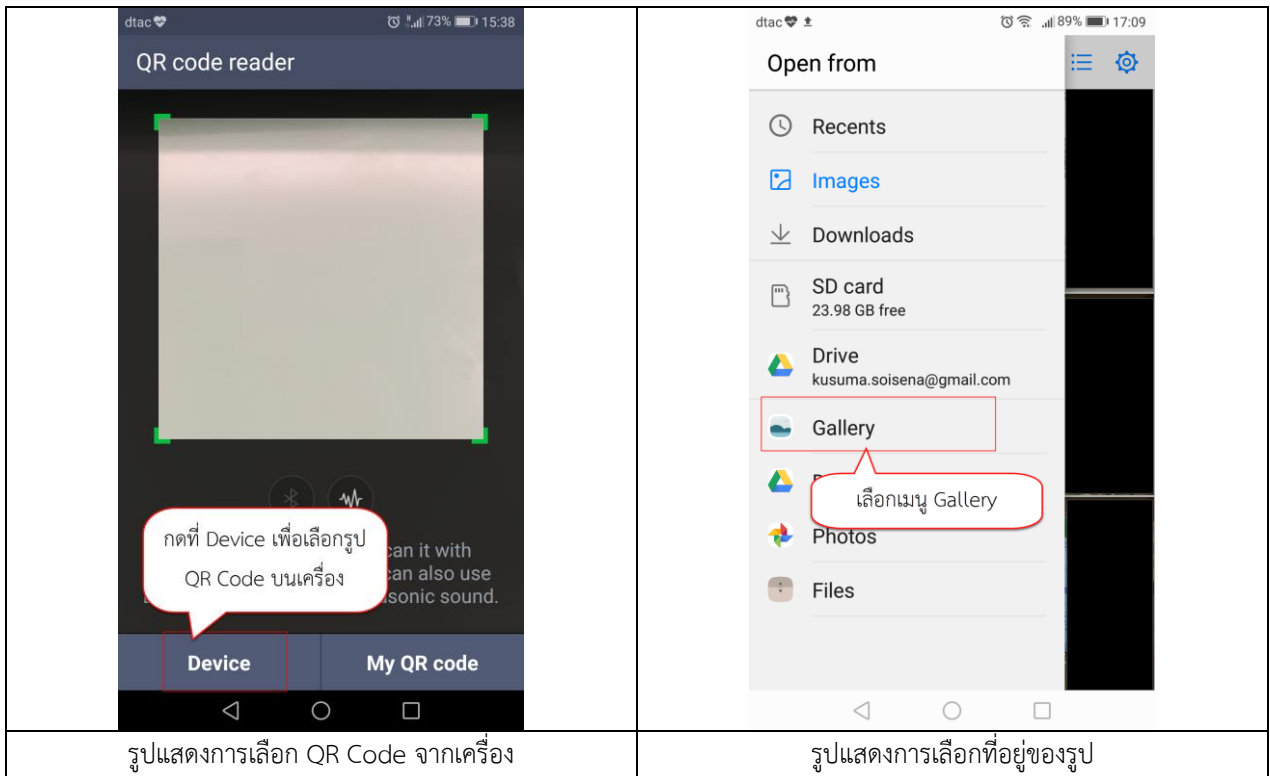 dtac
73%
15:38
QR code reader
กดที่ Device เพื่อเลือกรูป
QR Code บนเครื่อง
can it with
can also use
sonic sound.
Device
My QR code
รูปแสดงการเลือก QR Code จากเครื่อง
dtac
89%
17:09
Open from
Recents
Images
Downloads
SD card
23.98 GB free
Drive
kusuma.soisena@gmail.com
Gallery
เลือกเมนู Gallery
Photos
Files
รูปแสดงการเลือกที่อยู่ของรูป